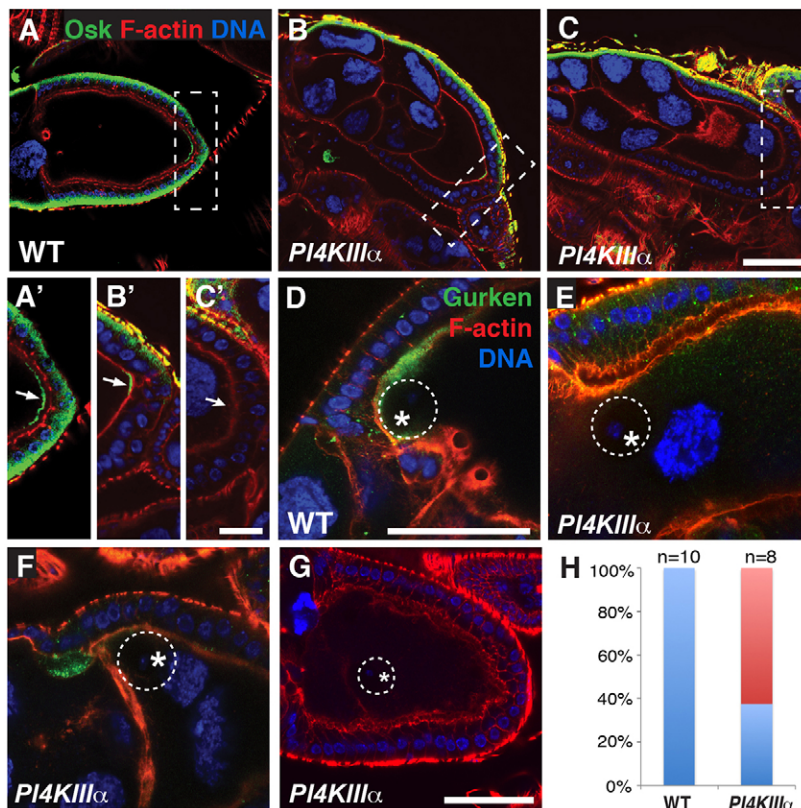 A Osk F-actin DNA
WT
B
PI4KIIIα
C
PI4KIIIα
A'
B'
C'
D Gurken
F-actin
DNA
*
WT
E
*
PI4KIIIα
F
*
PI4KIIIα
G
*
H
n=10 n=8
100%
80%
60%
40%
20%
0%
WT PI4KIIIα